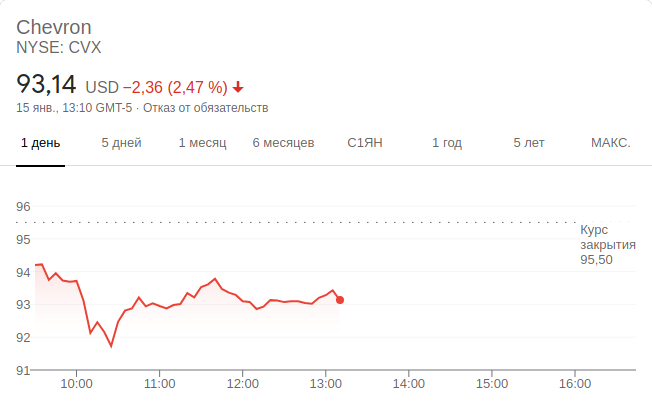 Chevron
NYSE: CVX
93,14 USD −2,36 (2,47 %)
15 янв., 13:10 GMT-5 · Отказ от обязательств
1 день 5 дней 1 месяц 6 месяцев С1ЯН 1 год 5 лет МАКС.
96
95
94
93
92
91
Курс
закрытия
95,50
10:00 11:00 12:00 13:00 14:00 15:00 16:00